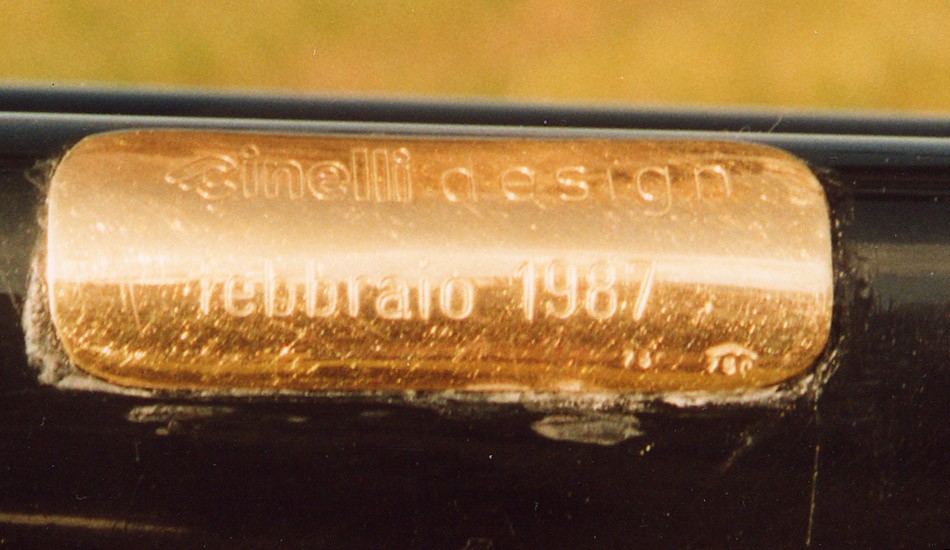 cinelli design
febbraio 1987